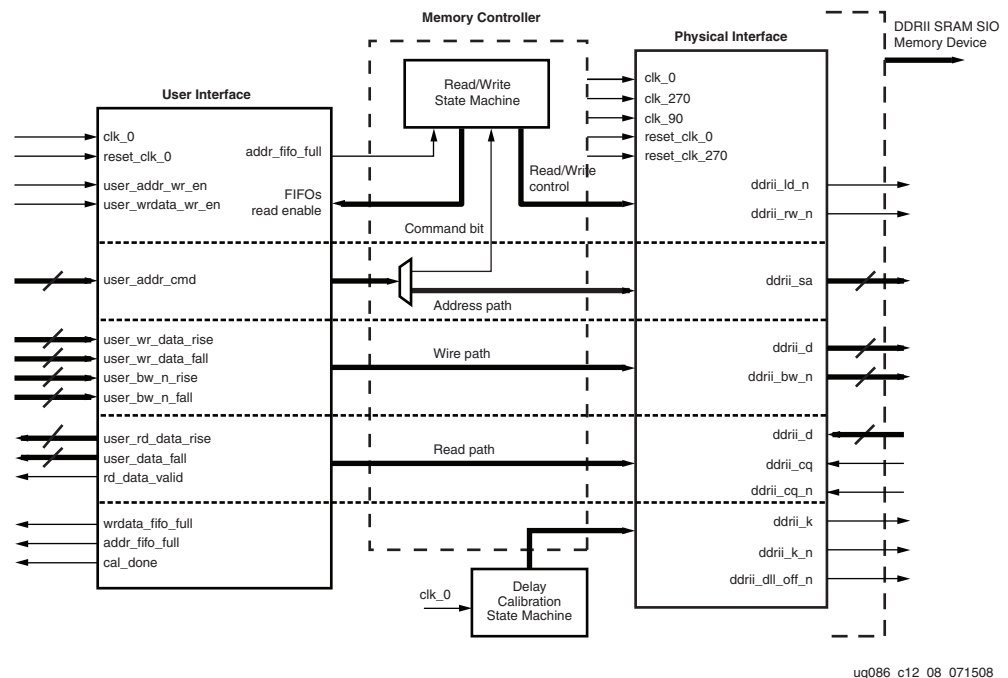 Memory Controller
DDRII SRAM SIO
Memory Device
Physical Interface
User Interface
Read/Write
State Machine
clk_0
clk_270
clk_90
reset_clk_0
reset_clk_270
clk_0
reset_clk_0
user_addr_wr_en
user_wrdata_wr_en
addr_fifo_full
FIFOs
read enable
Read/Write
control
Command bit
ddrii_ld_n
ddrii_rw_n
user_addr_cmd
Address path
ddrii_sa
user_wr_data_rise
user_wr_data_fall
user_bw_n_rise
user_bw_n_fall
Wire path
ddrii_d
ddrii_bw_n
user_rd_data_rise
user_data_fall
rd_data_valid
Read path
ddrii_d
ddrii_cq
ddrii_cq_n
wrdata_fifo_full
addr_fifo_full
cal_done
ddrii_k
ddrii_k_n
ddrii_dll_off_n
clk_0
Delay
Calibration
State Machine
ug086_c12_08_071508